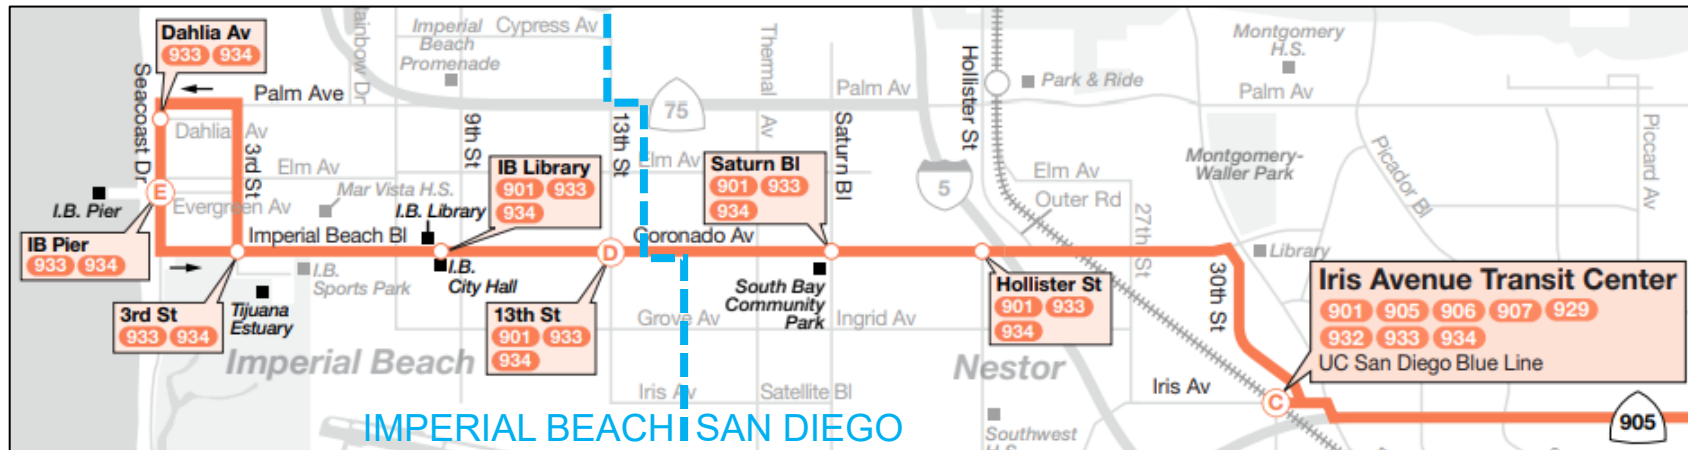 Dahlia Av
933 934
Imperial
Beach
Promenade
Cypress Av
Thermal
Av
Hollister St
Montgomery
H.S.
Park & Ride
Palm Av
Palm Av
Seacoast Dr
Palm Ave
75
Dahlia Av
3rd St
9th St
13th St
Saturn Bl
Piccard Av
Picador Bl
Montgomery-
Waller Park
Elm Av
Elm Av
Elm Av
Outer Rd
5
IB Library
901 933
934
Saturn Bl
901 933
934
Mar Vista H.S.
I.B. Library
I.B. Pier
E
Evergreen Av
27th St
IB Pier
933 934
Imperial Beach Bl
D
Coronado Av
Library
I.B.
Sports Park
I.B.
City Hall
South Bay
Community
Park
Hollister St
901 933
934
30th St
Iris Avenue Transit Center
901 905 906 907 929
932 933 934
UC San Diego Blue Line
3rd St
933 934
Tijuana
Estuary
13th St
901 933
934
Grove Av
Ingrid Av
Imperial Beach
Nestor
Iris Av
Satellite Bl
Iris Av
C
905
IMPERIAL BEACH
SAN DIEGO
Southwest